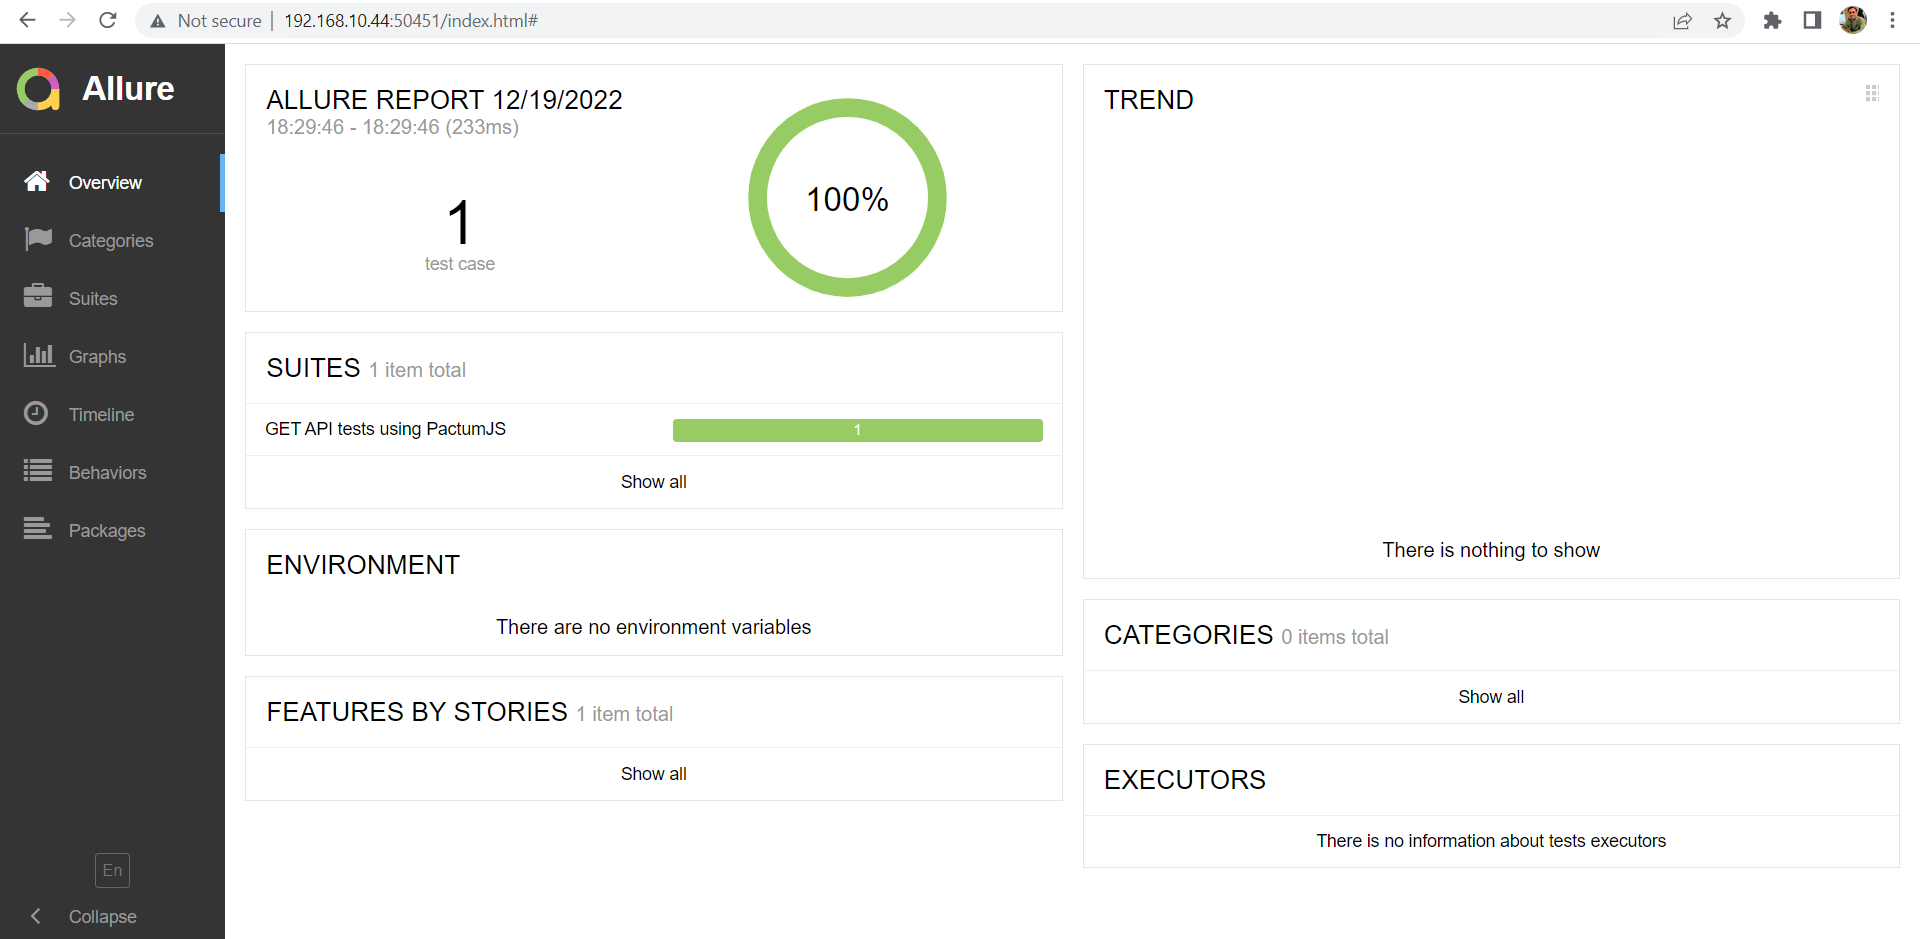 Not secure | 192.168.10.44:50451/index.html#
Allure
Overview
Categories
Suites
Graphs
Timeline
Behaviors
Packages
En
Collapse
ALLURE REPORT 12/19/2022
18:29:46 - 18:29:46 (233ms)
1
test case
100%
SUITES 1 item total
GET API tests using PactumJS 1
Show all
ENVIRONMENT
There are no environment variables
FEATURES BY STORIES 1 item total
Show all
TREND
There is nothing to show
CATEGORIES 0 items total
Show all
EXECUTORS
There is no information about tests executors